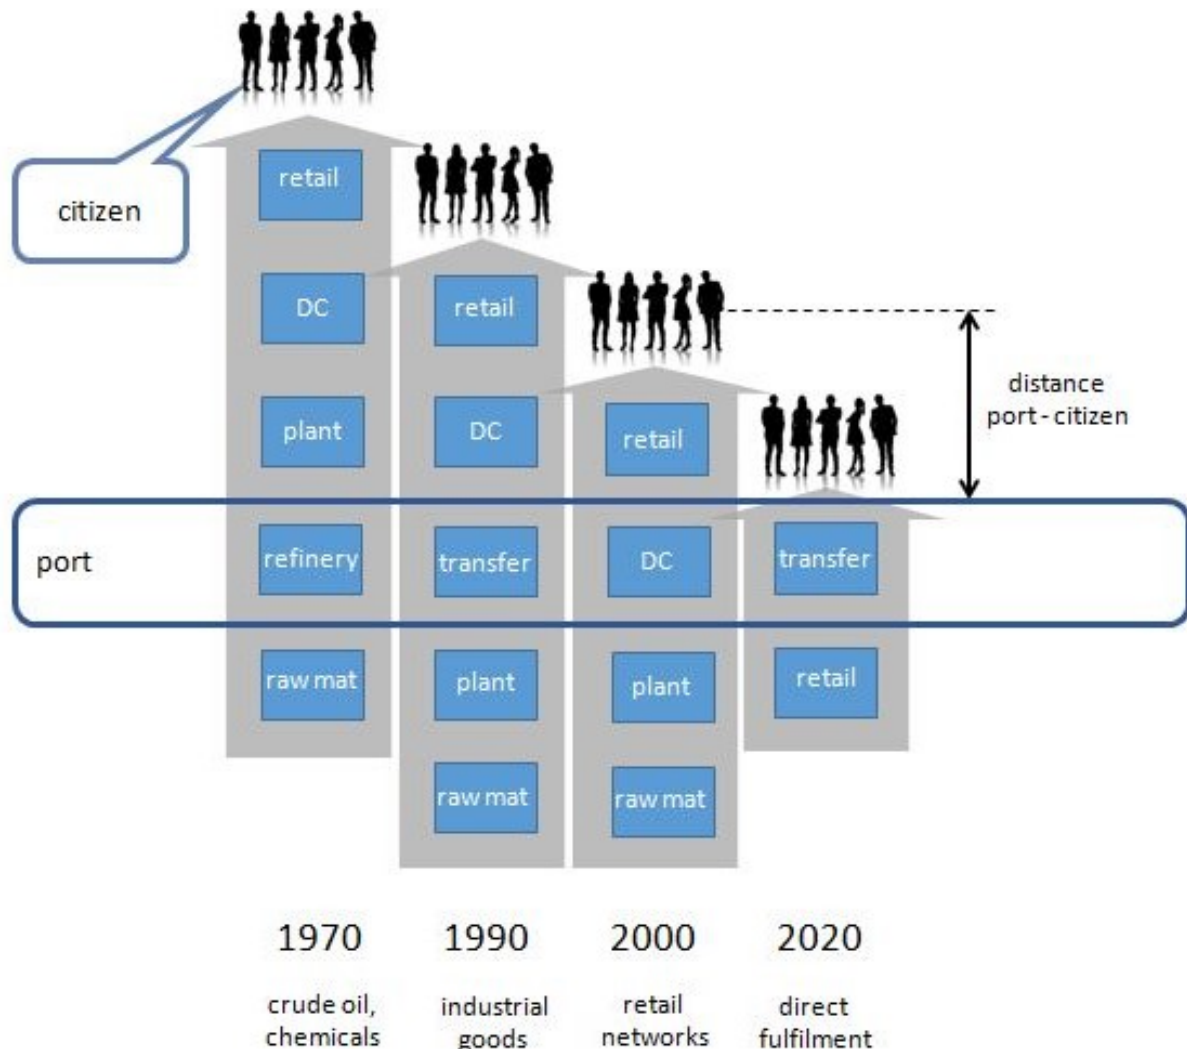 citizen
retail
DC
retail
plant
DC
retail
distance
port - citizen
port
refinery
transfer
DC
transfer
raw mat
plant
plant
retail
raw mat
raw mat
1970
1990
2000
2020
crude oil,
chemicals
industrial
goods
retail
networks
direct
fulfilment